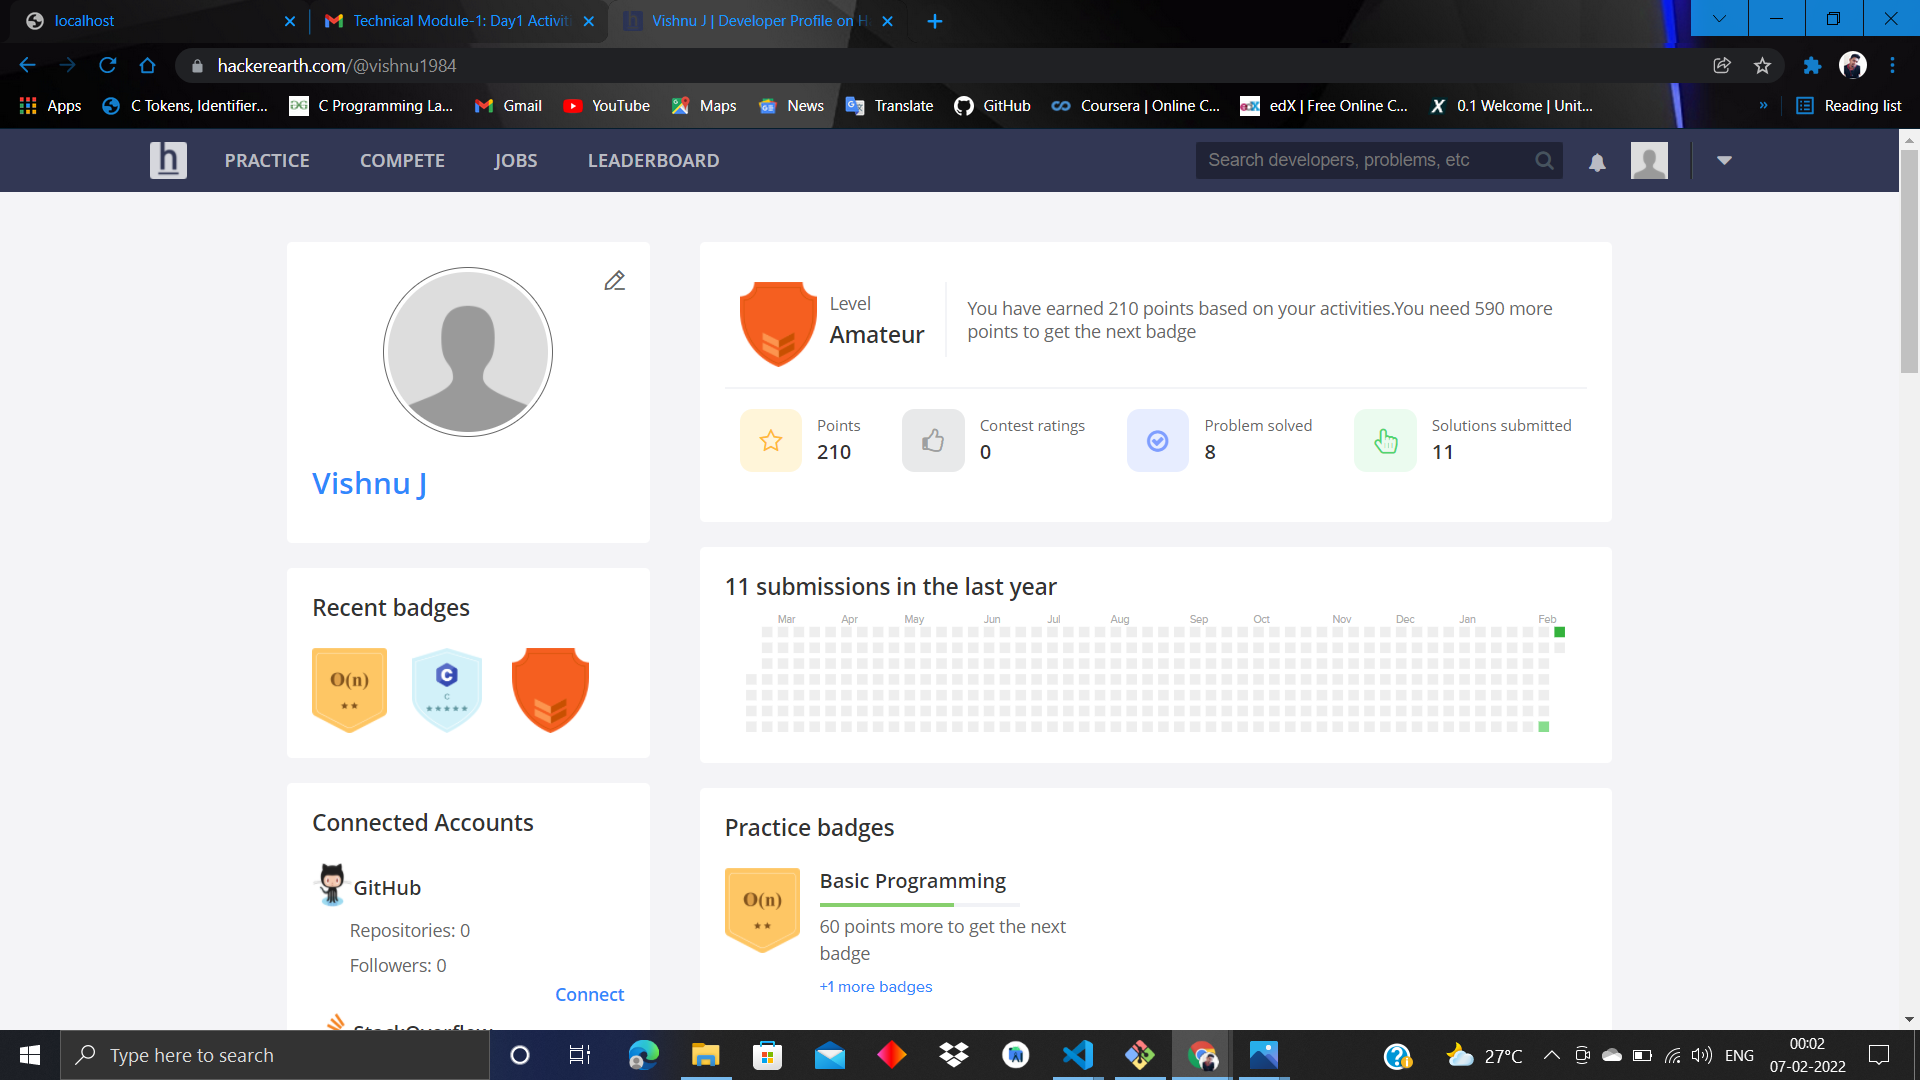 localhost
Technical Module-1: Day1 Activit
Vishnu J | Developer Profile on H
hackerearth.com/@vishnu1984
Apps
C Tokens, Identifier...
C Programming La...
Gmail
YouTube
Maps
News
Translate
GitHub
Coursera | Online C...
edX | Free Online C...
0.1 Welcome | Unit...
»
Reading list
h
PRACTICE
COMPETE
JOBS
LEADERBOARD
Search developers, problems, etc
Vishnu J
Level
Amateur
You have earned 210 points based on your activities.You need 590 more
points to get the next badge
Points
210
Contest ratings
0
Problem solved
8
Solutions submitted
11
Recent badges
O(n)
C
C
11 submissions in the last year
Mar Apr May Jun Jul Aug Sep Oct Nov Dec Jan Feb
Connected Accounts
GitHub
Repositories: 0
Followers: 0
Connect
StackOverflow
Practice badges
O(n)
Basic Programming
60 points more to get the next
badge
+1 more badges
Type here to search
27°C
ENG
00:02
07-02-2022